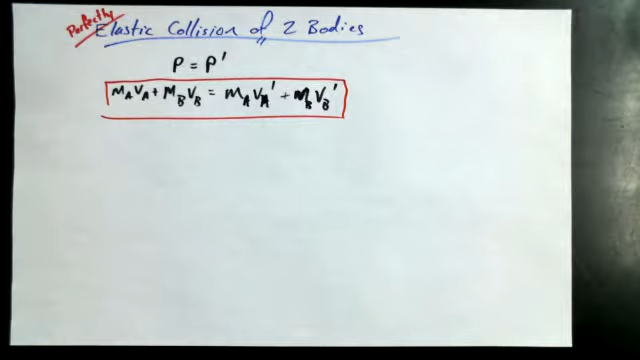 Perfectly
Elastic Collision of 2 Bodies
P = P'
mAVA + MBVB = mAVA' + mBVB'